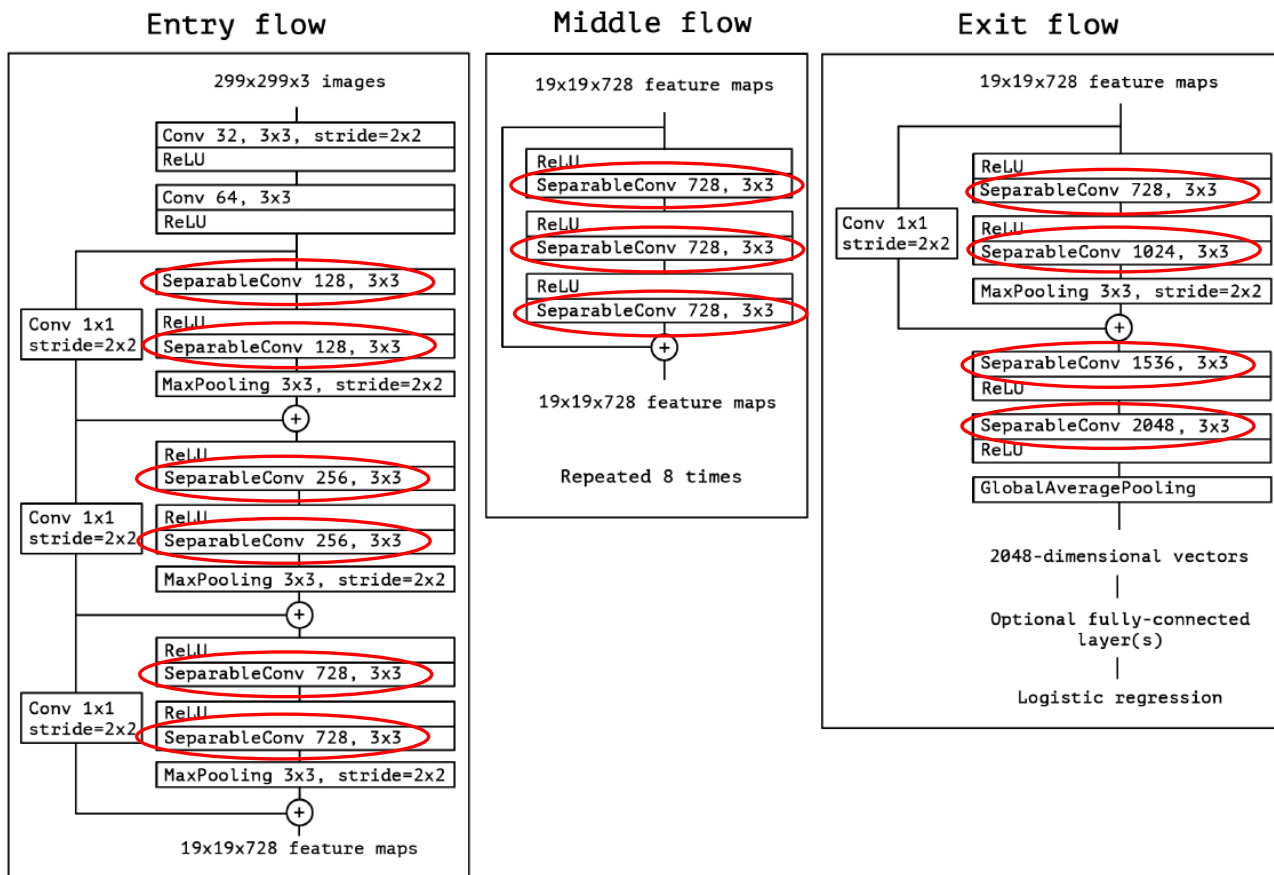 Entry flow
299x299x3 images
Conv 32, 3x3, stride=2x2
ReLU
Conv 64, 3x3
ReLU
SeparableConv 128, 3x3
Conv 1x1
stride=2x2
ReLU
SeparableConv 128, 3x3
MaxPooling 3x3, stride=2x2
+
ReLU
SeparableConv 256, 3x3
Conv 1x1
stride=2x2
ReLU
SeparableConv 256, 3x3
MaxPooling 3x3, stride=2x2
+
ReLU
SeparableConv 728, 3x3
Conv 1x1
stride=2x2
ReLU
SeparableConv 728, 3x3
MaxPooling 3x3, stride=2x2
+
19x19x728 feature maps
Middle flow
19x19x728 feature maps
ReLU
SeparableConv 728, 3x3
ReLU
SeparableConv 728, 3x3
ReLU
SeparableConv 728, 3x3
+
19x19x728 feature maps
Repeated 8 times
Exit flow
19x19x728 feature maps
ReLU
SeparableConv 728, 3x3
Conv 1x1
stride=2x2
ReLU
SeparableConv 1024, 3x3
MaxPooling 3x3, stride=2x2
+
SeparableConv 1536, 3x3
ReLU
SeparableConv 2048, 3x3
ReLU
GlobalAveragePooling
2048-dimensional vectors
Optional fully-connected
layer(s)
Logistic regression